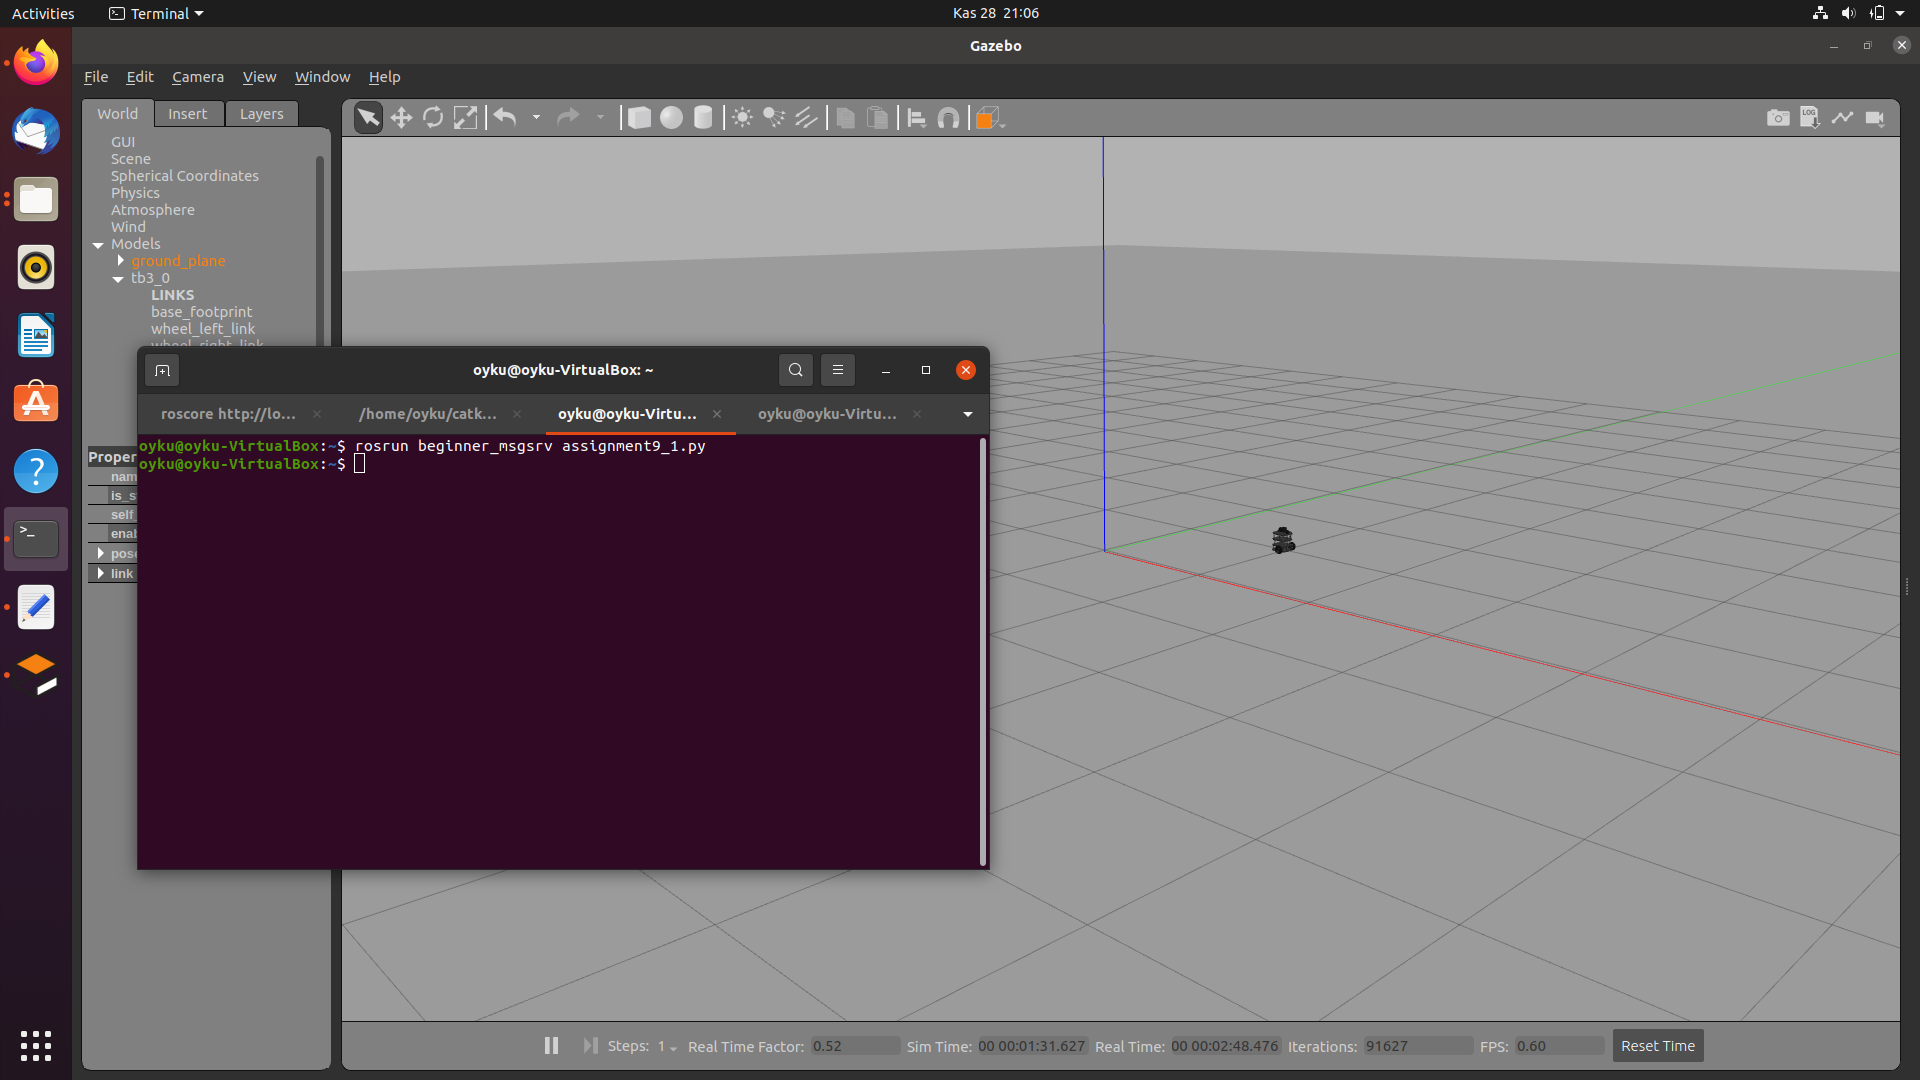 Activities Terminal Kas 28 21:06
Gazebo
File Edit Camera View Window Help
World Insert Layers
LOG
GUI
Scene
Spherical Coordinates
Physics
Atmosphere
Wind
Models
ground_plane
tb3_0
LINKS
base_footprint
wheel_left_link
wheel_right_link
oyku@oyku-VirtualBox: ~
roscore http://lo... /home/oyku/catk... oyku@oyku-Virtu... oyku@oyku-Virtu...
oyku@oyku-VirtualBox:~$ rosrun beginner_msgsrv assignment9_1.py
oyku@oyku-VirtualBox:~$
Proper
nam
is_s
self
enab
pose
link
Steps: 1 Real Time Factor: 0.52 Sim Time: 00 00:01:31.627 Real Time: 00 00:02:48.476 Iterations: 91627 FPS: 0.60 Reset Time